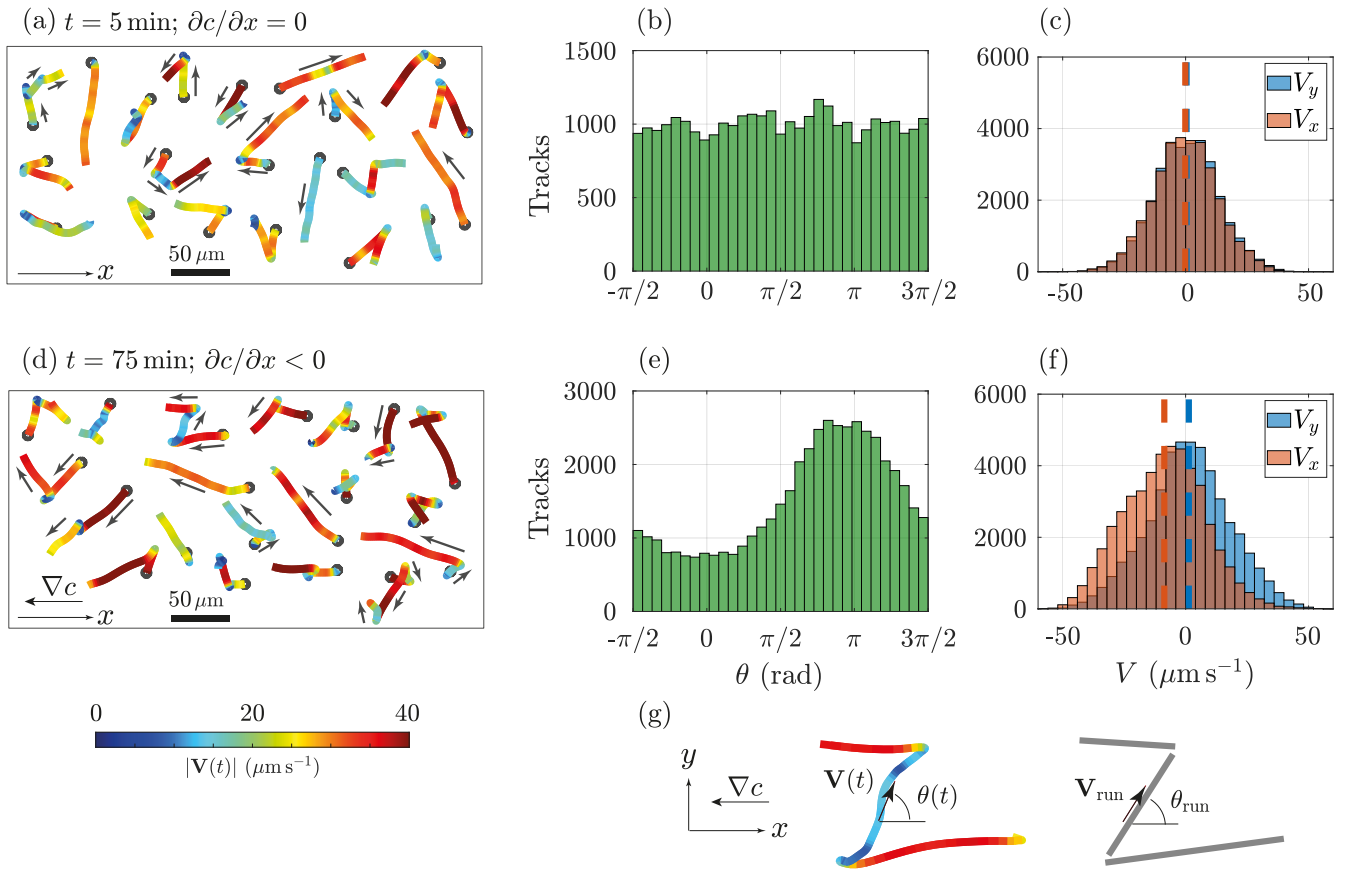 (a) t = 5 min; ∂c/∂x = 0
50 μm
x
(b)
1500
1000
500
0
Tracks
-π/2 0 π/2 π 3π/2
(c)
6000
4000
2000
0
V_y
V_x
-50 0 50
(d) t = 75 min; ∂c/∂x < 0
∇c
x
50 μm
(e)
3000
2000
1000
0
Tracks
-π/2 0 π/2 π 3π/2
θ (rad)
(f)
6000
4000
2000
0
V_y
V_x
-50 0 50
V (μm s⁻¹)
0 20 40
|V(t)| (μm s⁻¹)
(g)
y
∇c
x
V(t)
θ(t)
V_run
θ_run